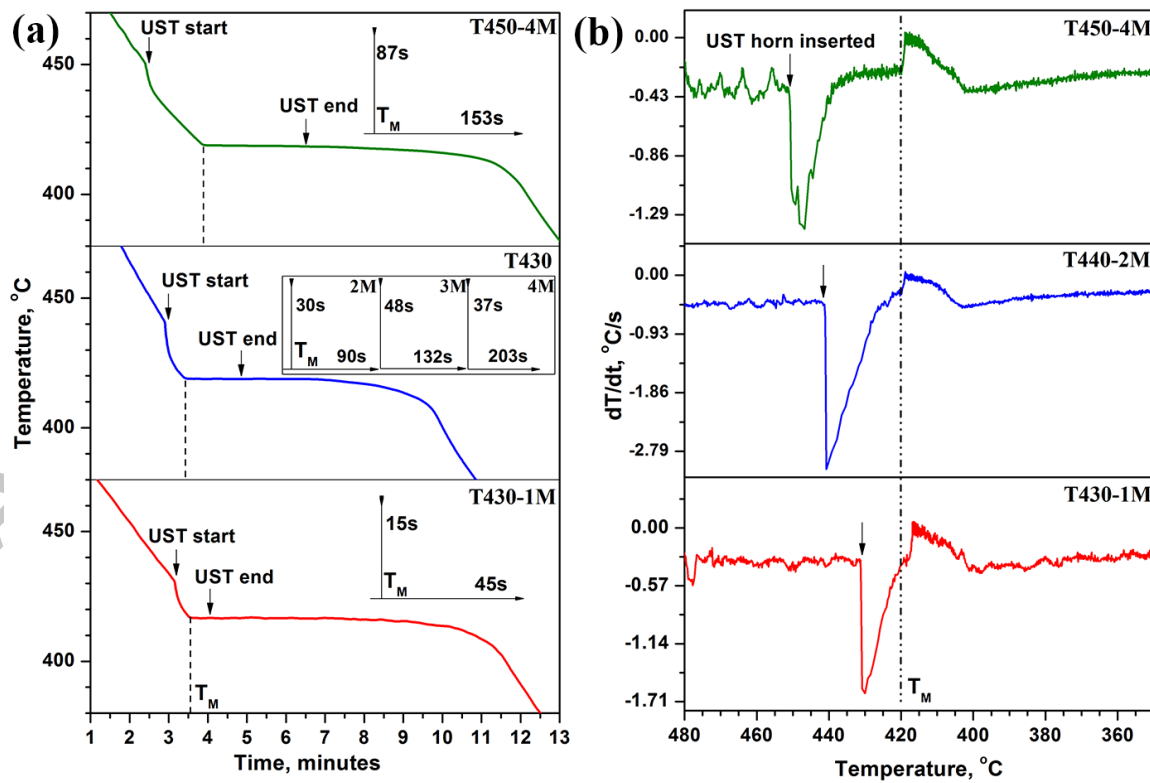 (a)
T450-4M
UST start
87s
UST end
T_M
153s
450
400
T430
UST start
2M
3M
4M
30s
48s
37s
UST end
T_M
90s
132s
203s
450
400
T430-1M
UST start
15s
UST end
T_M
45s
450
400
T_M
1 2 3 4 5 6 7 8 9 10 11 12 13
Time, minutes
Temperature, °C
(b)
T450-4M
UST horn inserted
0.00
-0.43
-0.86
-1.29
T440-2M
0.00
-0.93
-1.86
-2.79
T430-1M
0.00
-0.57
-1.14
-1.71
T_M
480 460 440 420 400 380 360
Temperature, °C
dT/dt, °C/s